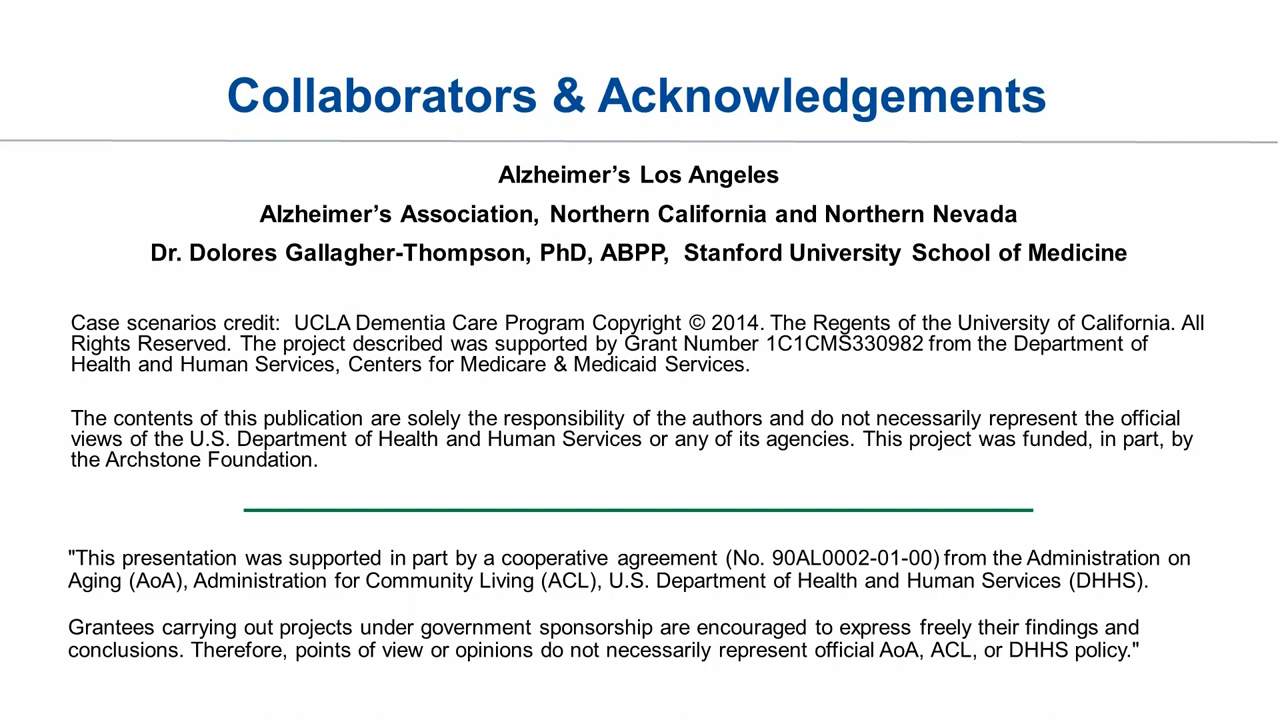 Collaborators & Acknowledgements
Alzheimer’s Los Angeles
Alzheimer’s Association, Northern California and Northern Nevada
Dr. Dolores Gallagher-Thompson, PhD, ABPP, Stanford University School of Medicine
Case scenarios credit: UCLA Dementia Care Program Copyright © 2014. The Regents of the University of California. All
Rights Reserved. The project described was supported by Grant Number 1C1CMS330982 from the Department of
Health and Human Services, Centers for Medicare & Medicaid Services.
The contents of this publication are solely the responsibility of the authors and do not necessarily represent the official
views of the U.S. Department of Health and Human Services or any of its agencies. This project was funded, in part, by
the Archstone Foundation.
"This presentation was supported in part by a cooperative agreement (No. 90AL0002-01-00) from the Administration on
Aging (AoA), Administration for Community Living (ACL), U.S. Department of Health and Human Services (DHHS).
Grantees carrying out projects under government sponsorship are encouraged to express freely their findings and
conclusions. Therefore, points of view or opinions do not necessarily represent official AoA, ACL, or DHHS policy."